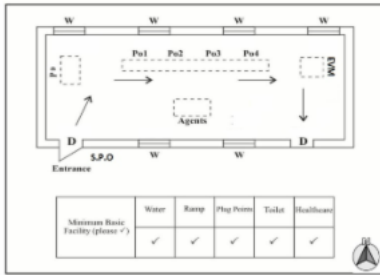 W W W W
Po1 Po2 Po3 Po4
Po
EVM
Agents
D D
S.P.O
W W
Entrance
Minimum Basic Facility (please ✓) Water Ramp Plug Points Toilet Healthcare
✓ ✓ ✓ ✓ ✓